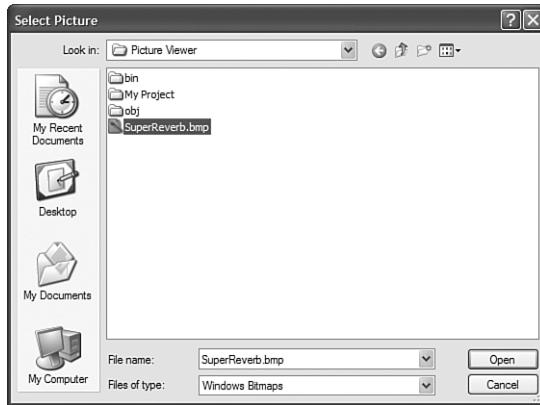 Select Picture
Look in: Picture Viewer
bin
My Project
obj
SuperReverb.bmp
My Recent
Documents
Desktop
My Documents
My Computer
File name: SuperReverb.bmp Open
Files of type: Windows Bitmaps Cancel